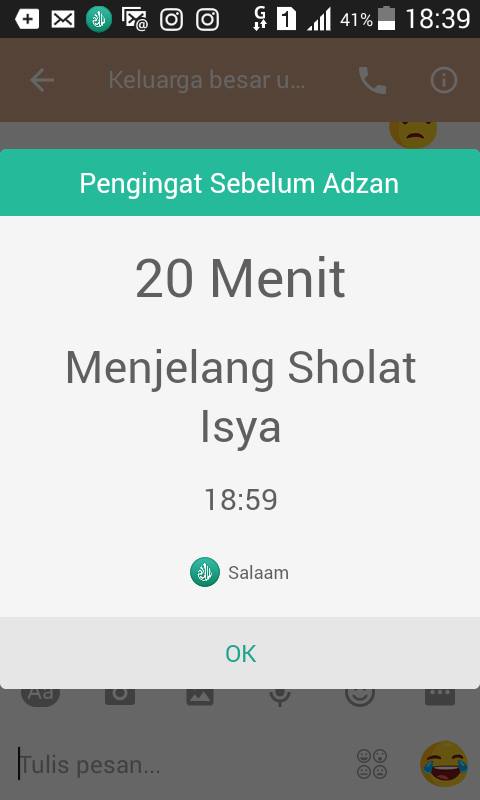 G 1 41% 18:39
Keluarga besar u...
Pengingat Sebelum Adzan
20 Menit
Menjelang Sholat
Isya
18:59
Salaam
OK
Aa
Tulis pesan...